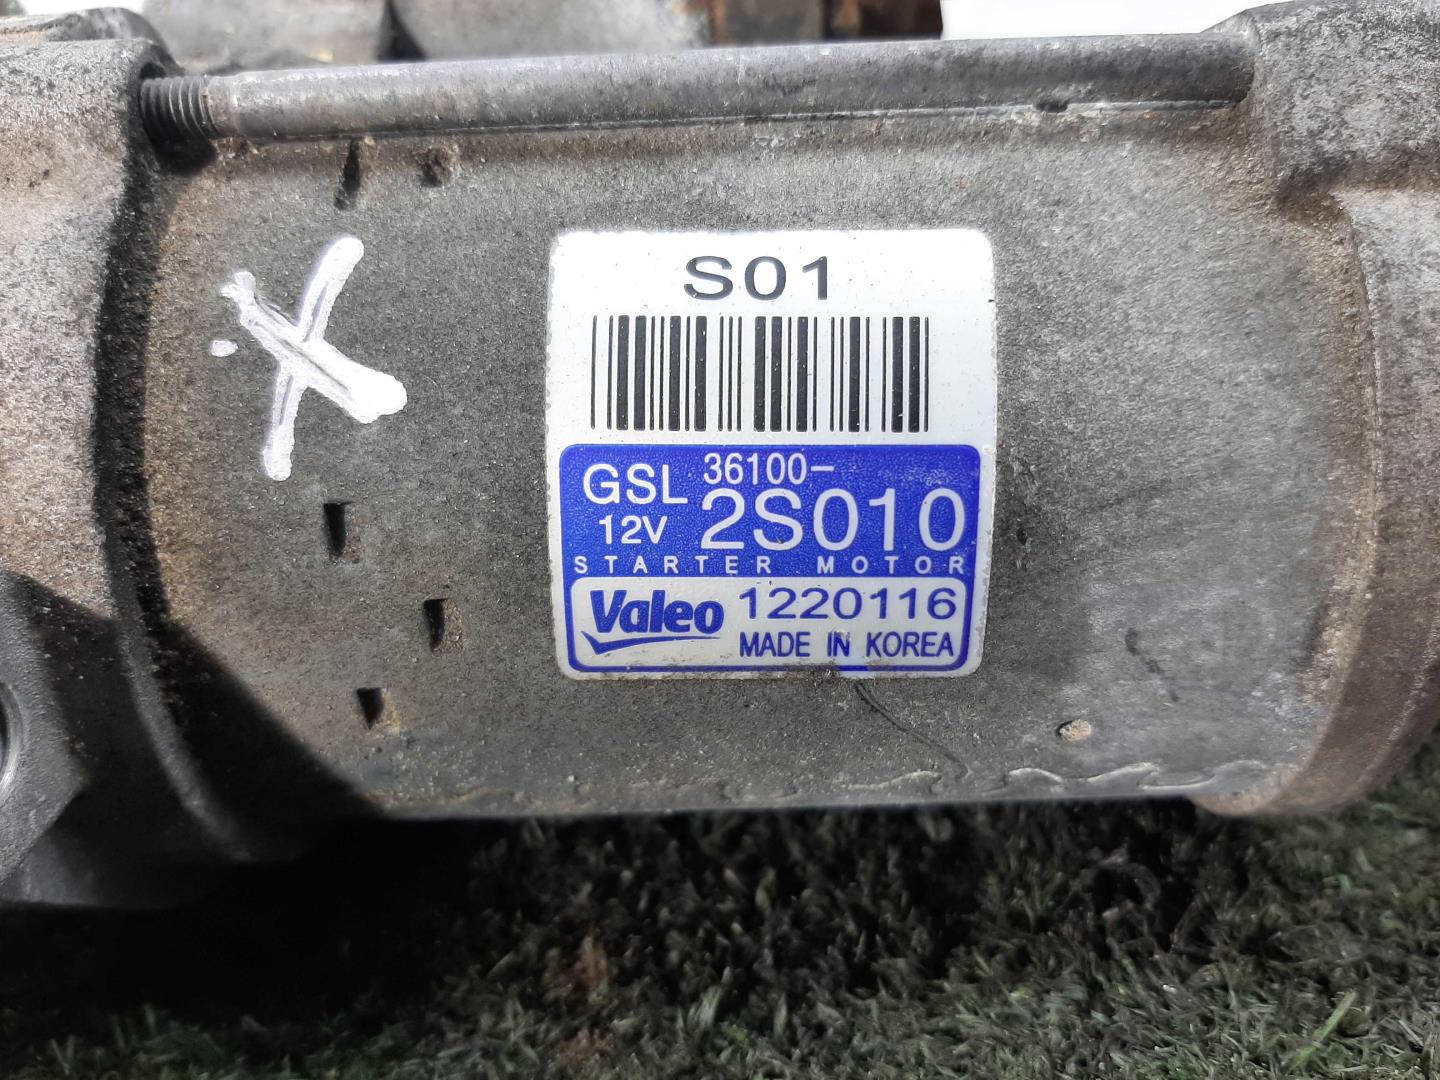 S01
GSL 36100-
12V 2S010
STARTER MOTOR
Valeo 1220116
MADE IN KOREA
X